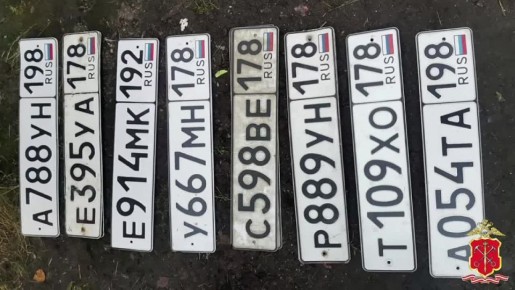 А788УН 198 RUS
Е395УА 178 RUS
Е914МК 192 RUS
У667МН 178 RUS
С598ВЕ 178 RUS
Р889УН 178 RUS
Т109ХО 178 RUS
А054ТА 198 RUS